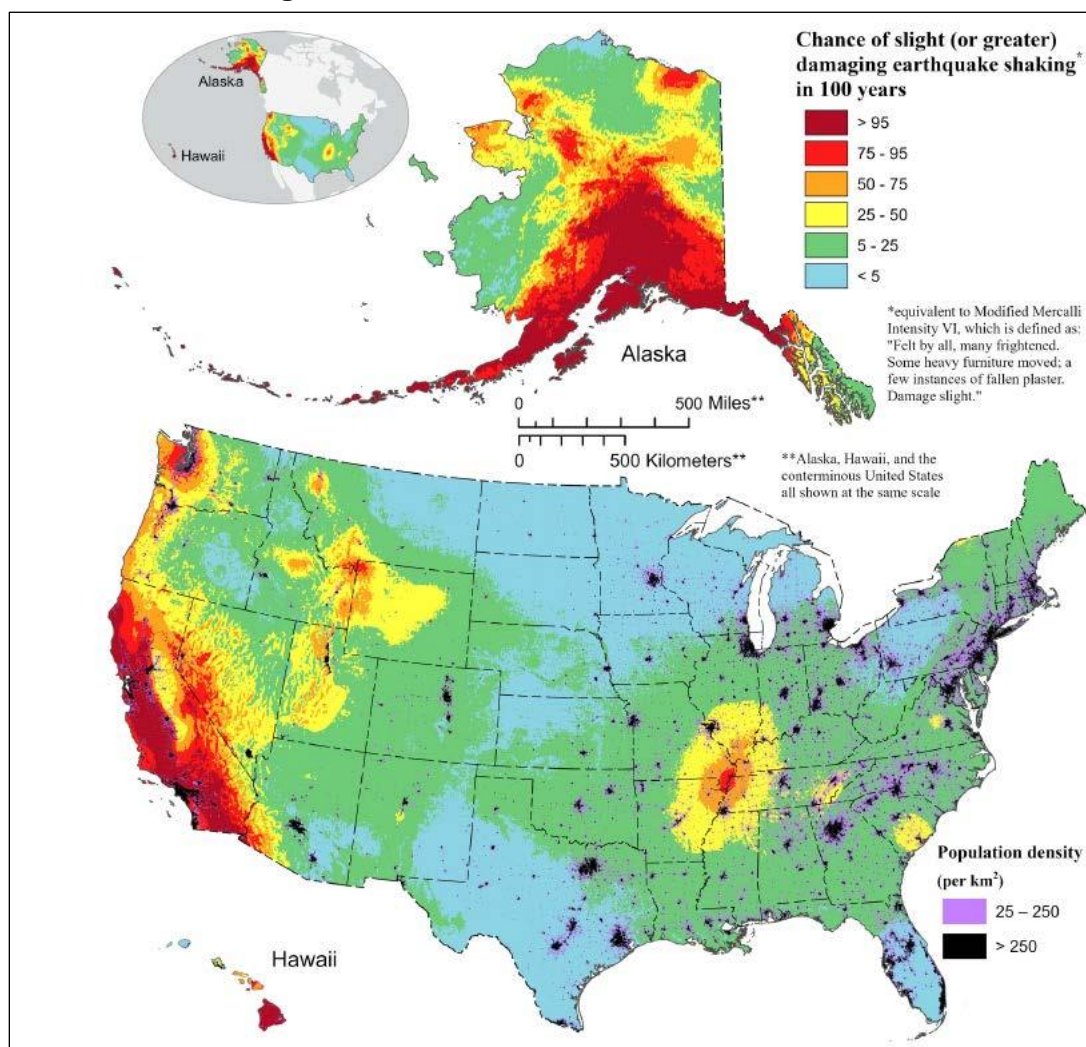 Alaska
Hawaii
Chance of slight (or greater)
damaging earthquake shaking*
in 100 years
> 95
75 - 95
50 - 75
25 - 50
5 - 25
< 5
*equivalent to Modified Mercalli
Intensity VI, which is defined as:
"Felt by all, many frightened.
Some heavy furniture moved; a
few instances of fallen plaster.
Damage slight."
Alaska
0 500 Miles**
0 500 Kilometers**
**Alaska, Hawaii, and the
conterminous United States
all shown at the same scale
Population density
(per km²)
25 – 250
> 250
Hawaii